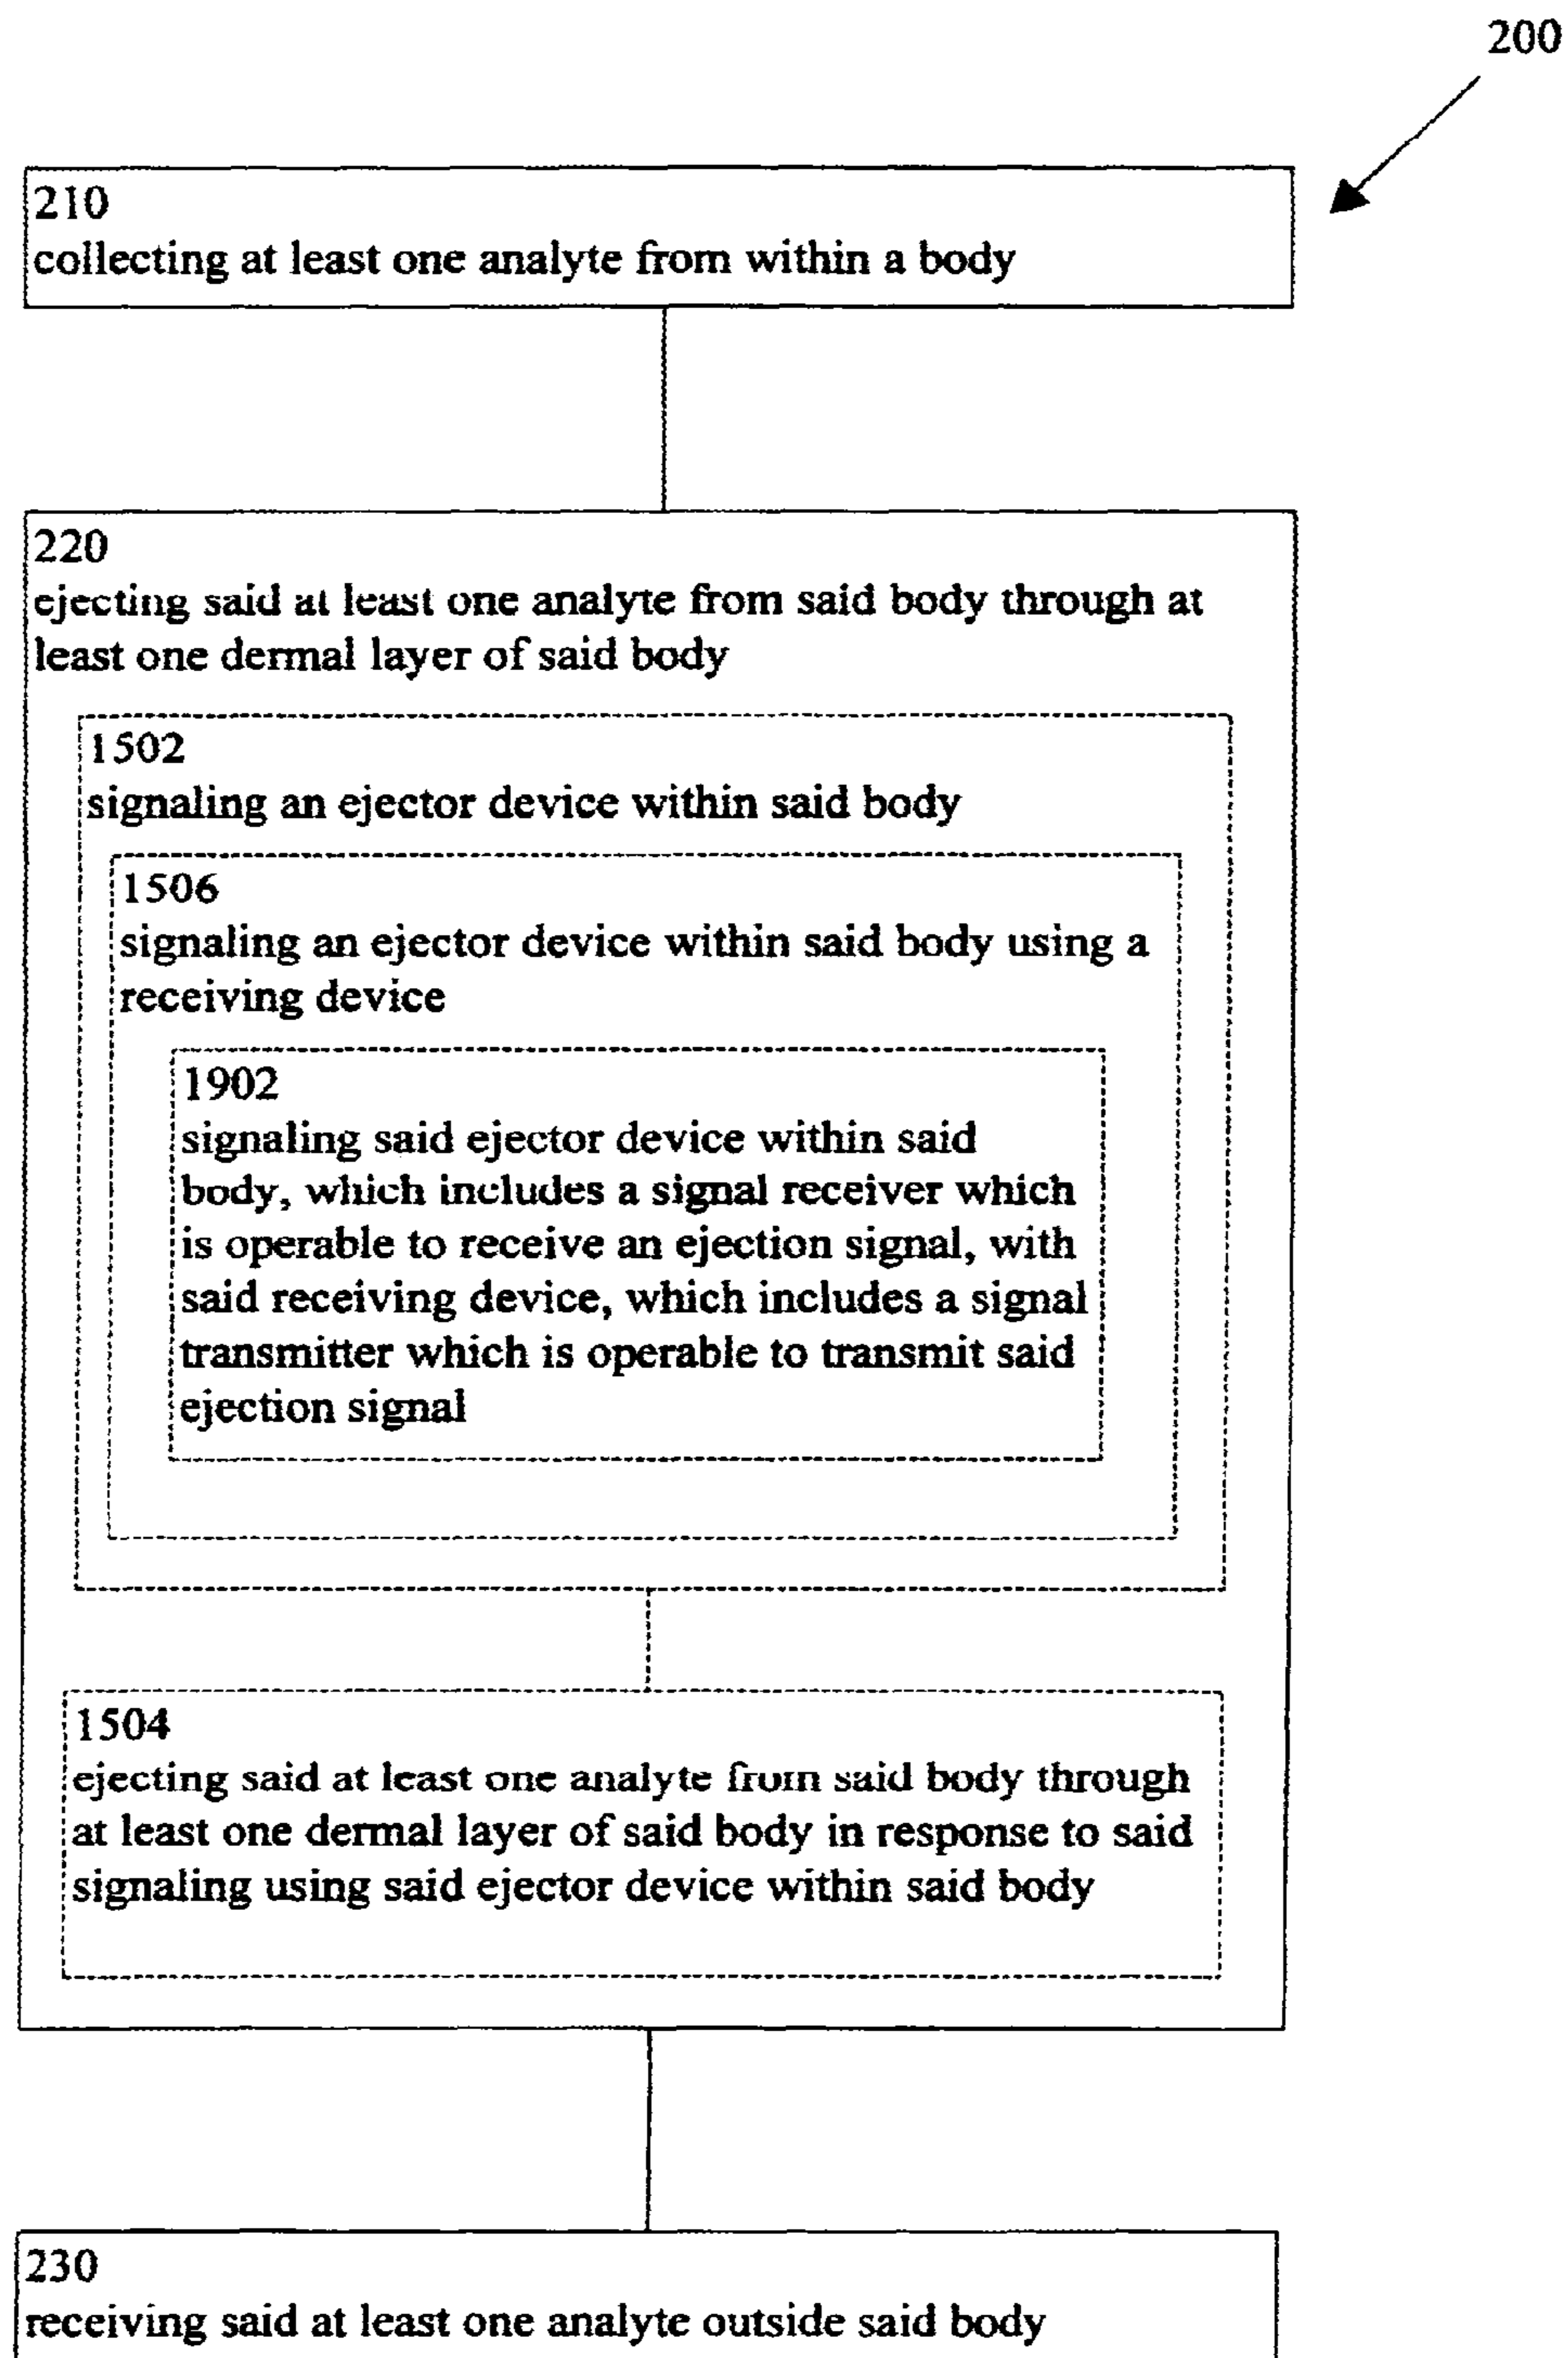 200
210
collecting at least one analyte from within a body
220
ejecting said at least one analyte from said body through at
least one dermal layer of said body
1502
signaling an ejector device within said body
1506
signaling an ejector device within said body using a
receiving device
1902
signaling said ejector device within said
body, which includes a signal receiver which
is operable to receive an ejection signal, with
said receiving device, which includes a signal
transmitter which is operable to transmit said
ejection signal
1504
ejecting said at least one analyte from said body through
at least one dermal layer of said body in response to said
signaling using said ejector device within said body
230
receiving said at least one analyte outside said body